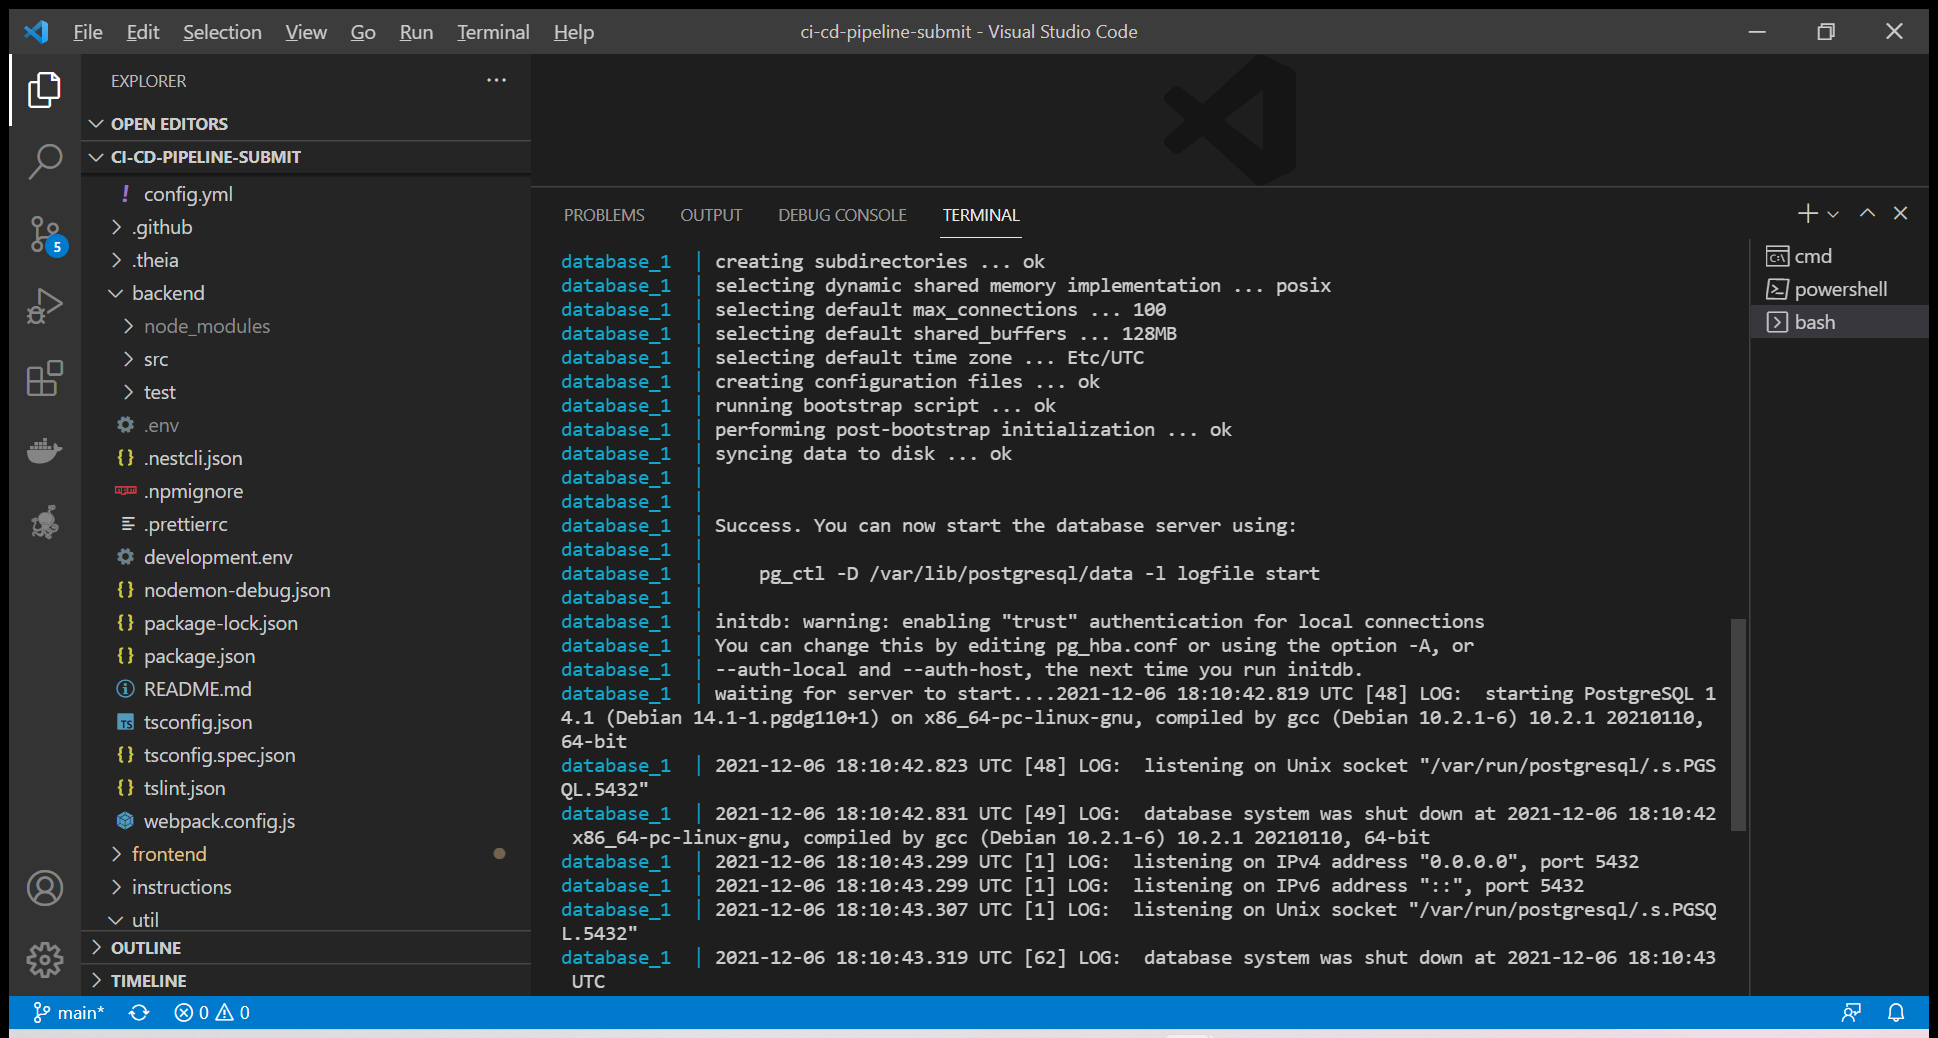 File Edit Selection View Go Run Terminal Help
ci-cd-pipeline-submit - Visual Studio Code
EXPLORER
OPEN EDITORS
CI-CD-PIPELINE-SUBMIT
! config.yml
.github
.theia
backend
node_modules
src
test
.env
{} .nestcli.json
npm .npmignore
.prettierrc
development.env
{} nodemon-debug.json
{} package-lock.json
{} package.json
README.md
TS tsconfig.json
{} tsconfig.spec.json
{} tslint.json
webpack.config.js
frontend
instructions
util
OUTLINE
TIMELINE
5
PROBLEMS OUTPUT DEBUG CONSOLE TERMINAL
database_1 | creating subdirectories ... ok
database_1 | selecting dynamic shared memory implementation ... posix
database_1 | selecting default max_connections ... 100
database_1 | selecting default shared_buffers ... 128MB
database_1 | selecting default time zone ... Etc/UTC
database_1 | creating configuration files ... ok
database_1 | running bootstrap script ... ok
database_1 | performing post-bootstrap initialization ... ok
database_1 | syncing data to disk ... ok
database_1 |
database_1 |
database_1 | Success. You can now start the database server using:
database_1 |
database_1 | pg_ctl -D /var/lib/postgresql/data -l logfile start
database_1 |
database_1 | initdb: warning: enabling "trust" authentication for local connections
database_1 | You can change this by editing pg_hba.conf or using the option -A, or
database_1 | --auth-local and --auth-host, the next time you run initdb.
database_1 | waiting for server to start....2021-12-06 18:10:42.819 UTC [48] LOG:  starting PostgreSQL 1
4.1 (Debian 14.1-1.pgdg110+1) on x86_64-pc-linux-gnu, compiled by gcc (Debian 10.2.1-6) 10.2.1 20210110,
64-bit
database_1 | 2021-12-06 18:10:42.823 UTC [48] LOG:  listening on Unix socket "/var/run/postgresql/.s.PGS
QL.5432"
database_1 | 2021-12-06 18:10:42.831 UTC [49] LOG:  database system was shut down at 2021-12-06 18:10:42
x86_64-pc-linux-gnu, compiled by gcc (Debian 10.2.1-6) 10.2.1 20210110, 64-bit
database_1 | 2021-12-06 18:10:43.299 UTC [1] LOG:  listening on IPv4 address "0.0.0.0", port 5432
database_1 | 2021-12-06 18:10:43.299 UTC [1] LOG:  listening on IPv6 address "::", port 5432
database_1 | 2021-12-06 18:10:43.307 UTC [1] LOG:  listening on Unix socket "/var/run/postgresql/.s.PGSQ
L.5432"
database_1 | 2021-12-06 18:10:43.319 UTC [62] LOG:  database system was shut down at 2021-12-06 18:10:43
UTC
cmd
powershell
bash
main* 0 0